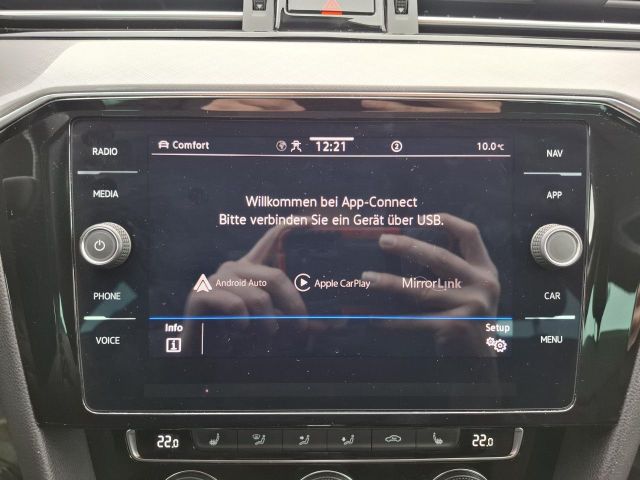 Comfort 12:21 2 10.0°C
RADIO
MEDIA
PHONE
VOICE
Willkommen bei App-Connect
Bitte verbinden Sie ein Gerät über USB.
Android Auto Apple CarPlay MirrorLink
Info Setup
NAV
APP
CAR
MENU
22.0 22.0